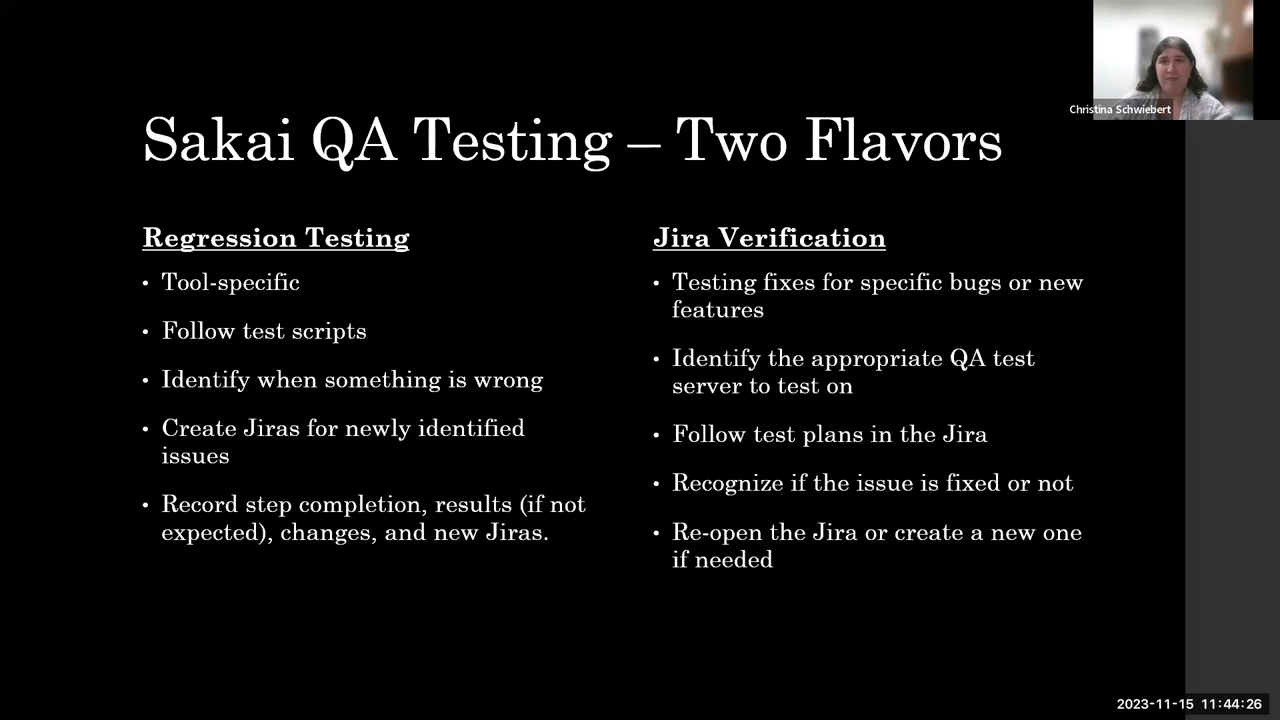 Christina Schwiebert
Sakai QA Testing – Two Flavors
Regression Testing
• Tool-specific
• Follow test scripts
• Identify when something is wrong
• Create Jiras for newly identified
issues
• Record step completion, results (if not
expected), changes, and new Jiras.
Jira Verification
• Testing fixes for specific bugs or new
features
• Identify the appropriate QA test
server to test on
• Follow test plans in the Jira
• Recognize if the issue is fixed or not
• Re-open the Jira or create a new one
if needed
2023-11-15 11:44:26